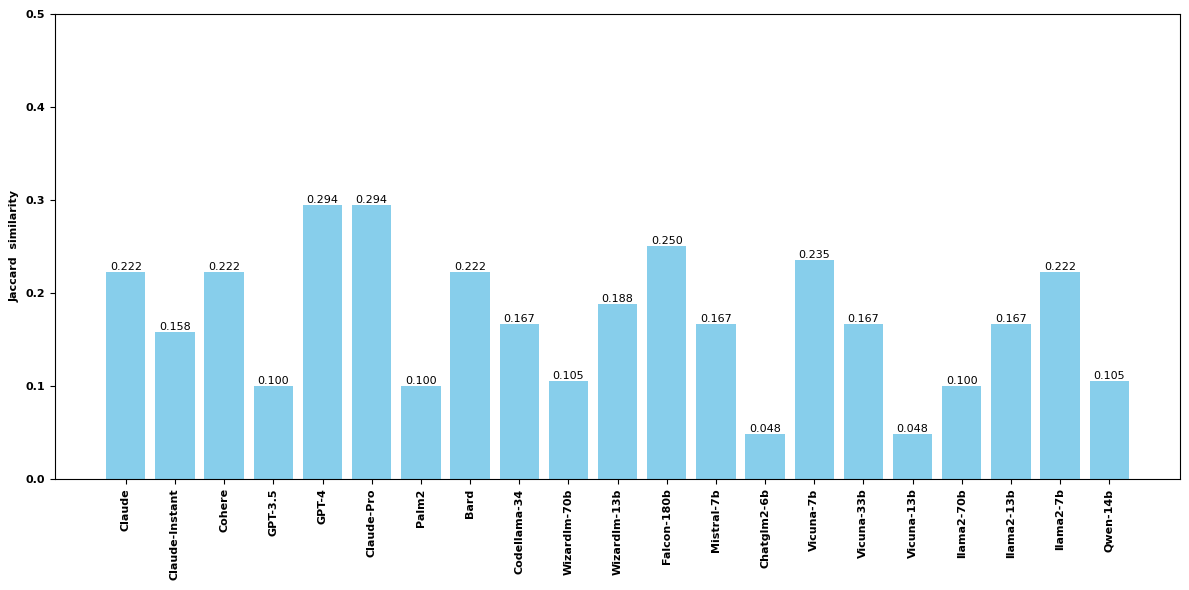 0.5
0.4
0.3
0.2
0.1
0.0
Jaccard similarity
0.222
0.158
0.222
0.100
0.294
0.294
0.100
0.222
0.167
0.105
0.188
0.250
0.167
0.048
0.235
0.167
0.048
0.100
0.167
0.222
0.105
Claude
Claude-Instant
Cohere
GPT-3.5
GPT-4
Claude-Pro
Palm2
Bard
Codellama-34
Wizardlm-70b
Wizardlm-13b
Falcon-180b
Mistral-7b
Chatglm2-6b
Vicuna-7b
Vicuna-33b
Vicuna-13b
llama2-70b
llama2-13b
llama2-7b
Qwen-14b